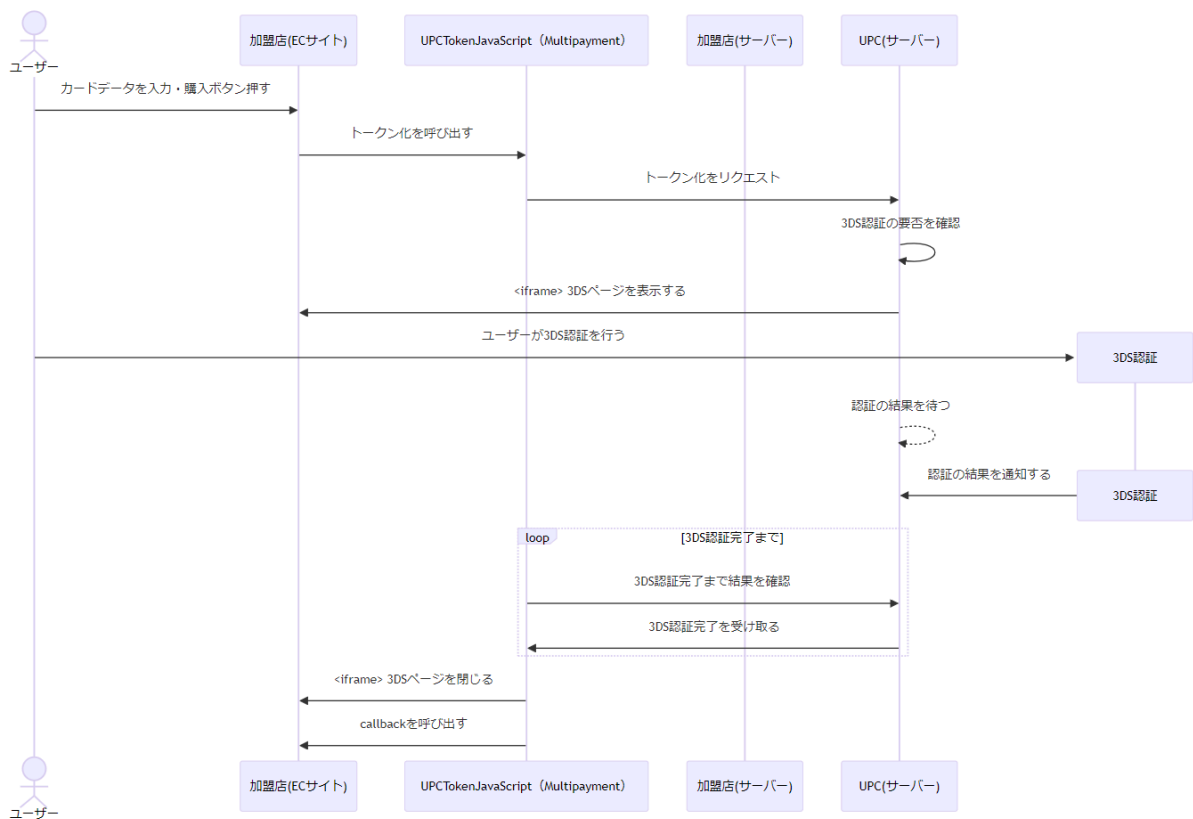 ユーザー
加盟店(ECサイト)
UPCTokenJavaScript（Multipayment）
加盟店(サーバー)
UPC(サーバー)
カードデータを入力・購入ボタン押す
トークン化を呼び出す
トークン化をリクエスト
3DS認証の要否を確認
<iframe> 3DSページを表示する
ユーザーが3DS認証を行う
3DS認証
認証の結果を待つ
認証の結果を通知する
3DS認証
loop
[3DS認証完了まで]
3DS認証完了まで結果を確認
3DS認証完了を受け取る
<iframe> 3DSページを閉じる
callbackを呼び出す
ユーザー
加盟店(ECサイト)
UPCTokenJavaScript（Multipayment）
加盟店(サーバー)
UPC(サーバー)